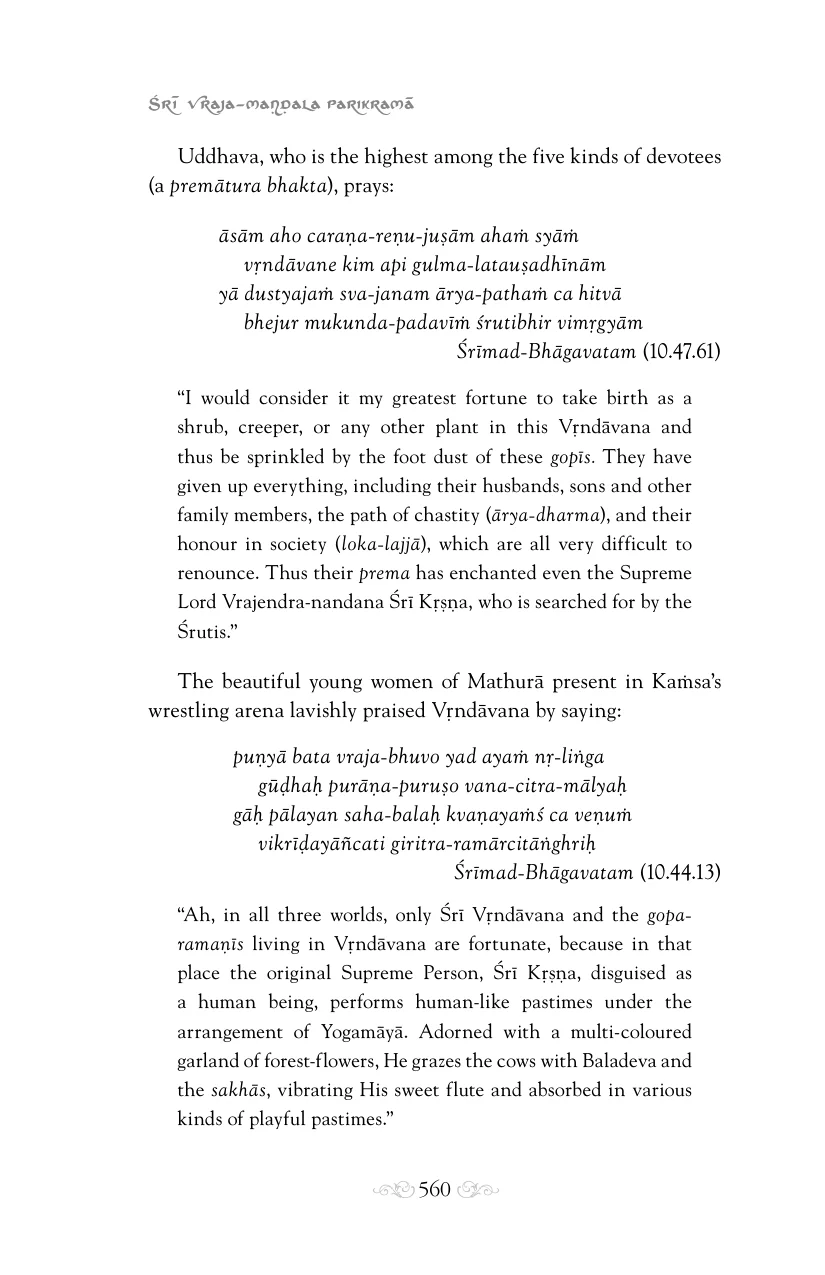 Śrī Vraja-maṇḍala Parikramā
Uddhava, who is the highest among the five kinds of devotees
(a premātura bhakta), prays:
āsām aho caraṇa-reṇu-juṣām ahaṁ syāṁ
vṛndāvane kim api gulma-latauṣadhīnām
yā dustyajaṁ sva-janam ārya-pathaṁ ca hitvā
bhejur mukunda-padavīṁ śrutibhir vimṛgyām
Śrīmad-Bhāgavatam (10.47.61)
“I would consider it my greatest fortune to take birth as a
shrub, creeper, or any other plant in this Vṛndāvana and
thus be sprinkled by the foot dust of these gopīs. They have
given up everything, including their husbands, sons and other
family members, the path of chastity (ārya-dharma), and their
honour in society (loka-lajjā), which are all very difficult to
renounce. Thus their prema has enchanted even the Supreme
Lord Vrajendra-nandana Śrī Kṛṣṇa, who is searched for by the
Śrutis.”
The beautiful young women of Mathurā present in Kaṁsa’s
wrestling arena lavishly praised Vṛndāvana by saying:
puṇyā bata vraja-bhuvo yad ayaṁ nṛ-liṅga
gūḍhaḥ purāṇa-puruṣo vana-citra-mālyaḥ
gāḥ pālayan saha-balaḥ kvaṇayaṁś ca veṇuṁ
vikrīḍayāñcati giritra-ramārcitāṅghriḥ
Śrīmad-Bhāgavatam (10.44.13)
“Ah, in all three worlds, only Śrī Vṛndāvana and the gopa-
ramaṇīs living in Vṛndāvana are fortunate, because in that
place the original Supreme Person, Śrī Kṛṣṇa, disguised as
a human being, performs human-like pastimes under the
arrangement of Yogamāyā. Adorned with a multi-coloured
garland of forest-flowers, He grazes the cows with Baladeva and
the sakhās, vibrating His sweet flute and absorbed in various
kinds of playful pastimes.”
560